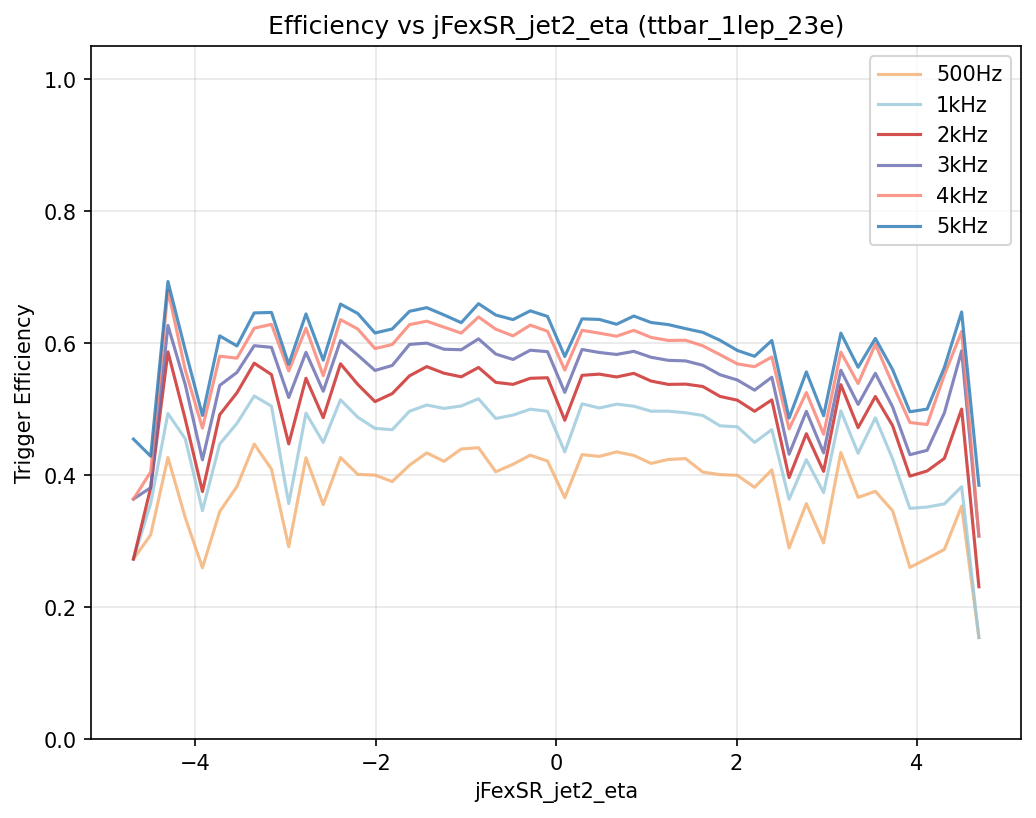 Efficiency vs jFexSR_jet2_eta (ttbar_1lep_23e)
500Hz
1kHz
2kHz
3kHz
4kHz
5kHz
Trigger Efficiency
1.0
0.8
0.6
0.4
0.2
0.0
−4
−2
0
2
4
jFexSR_jet2_eta